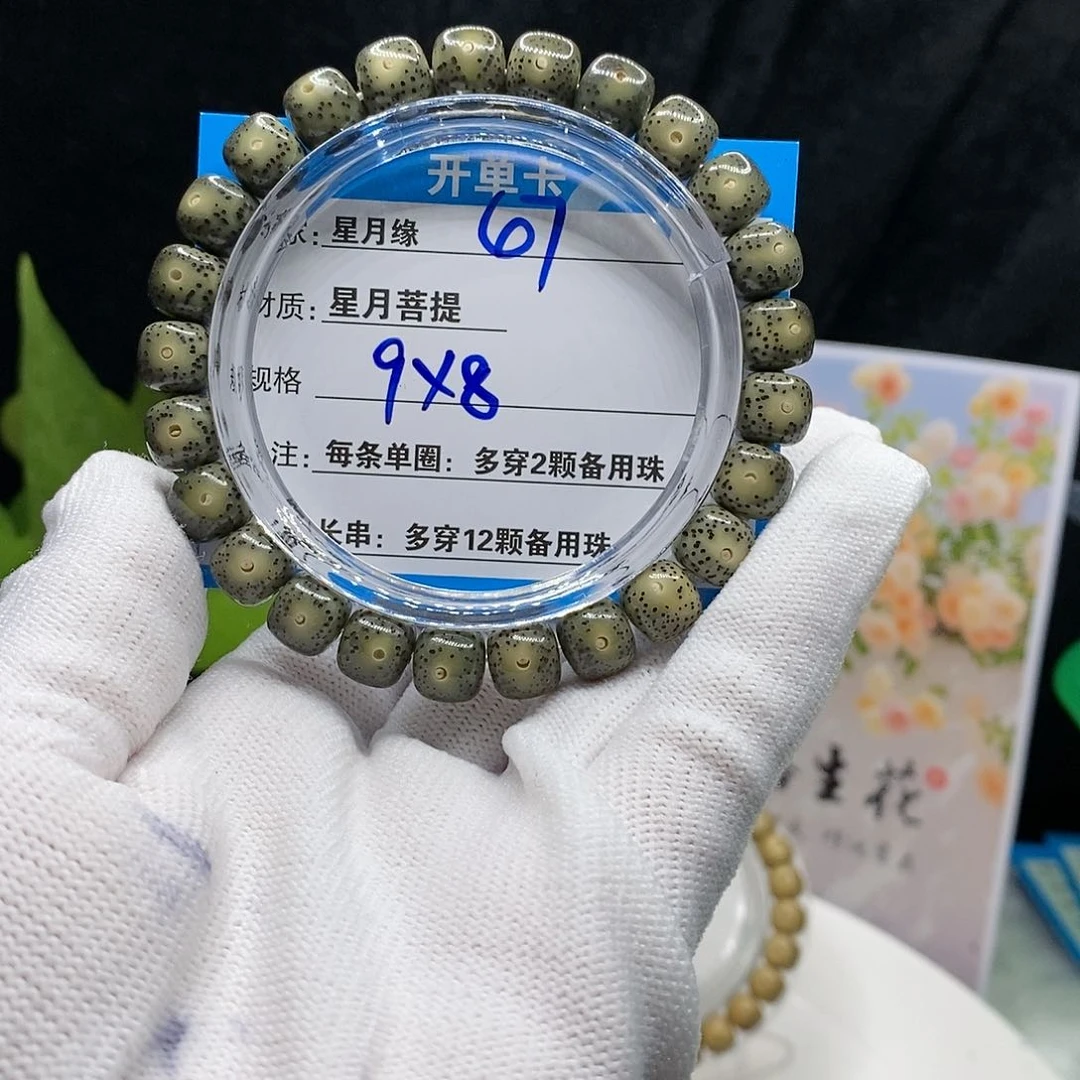 开单卡
家：星月缘 67
材质：星月菩提
规格 9X8
注：每条单圈：多穿2颗备用珠
长串：多穿12颗备用珠
生花